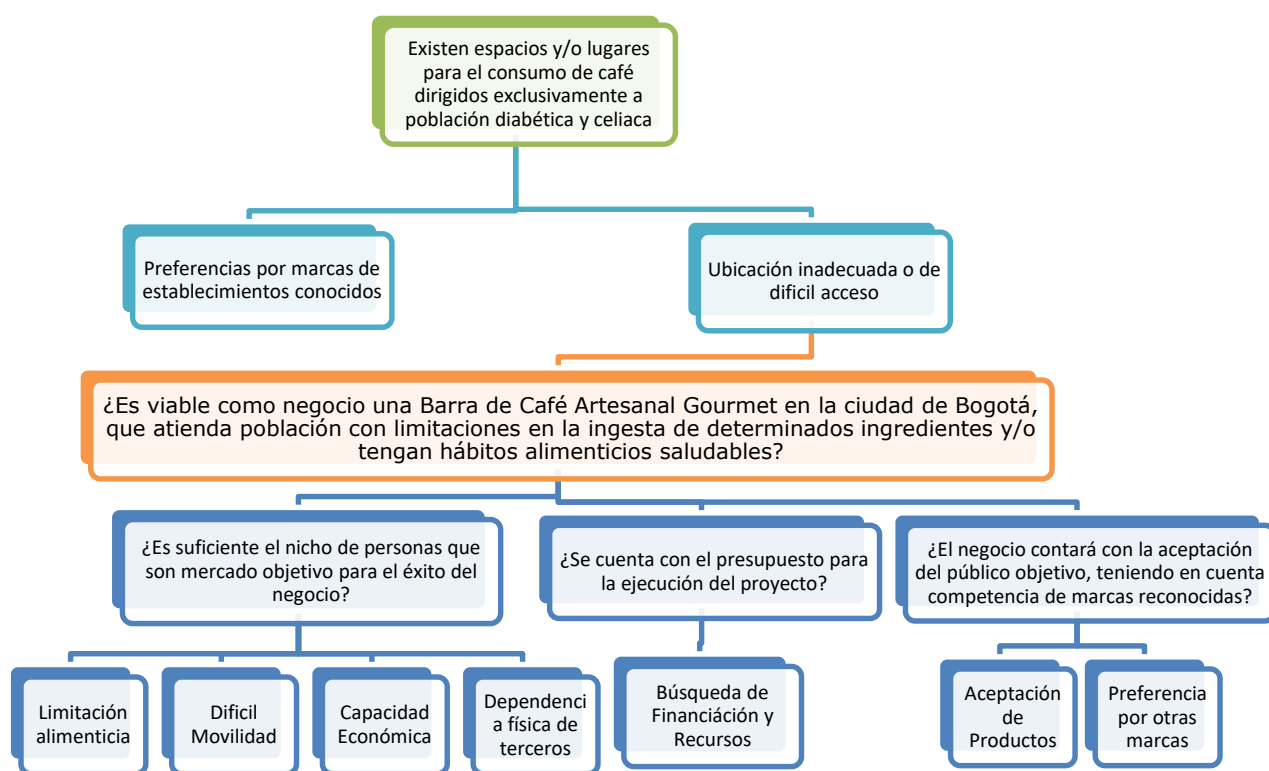 Existen espacios y/o lugares
para el consumo de café
dirigidos exclusivamente a
población diabética y celiaca
Preferencias por marcas de
establecimientos conocidos
Ubicación inadecuada o de
dificil acceso
¿Es viable como negocio una Barra de Café Artesanal Gourmet en la ciudad de Bogotá,
que atienda población con limitaciones en la ingesta de determinados ingredientes y/o
tengan hábitos alimenticios saludables?
¿Es suficiente el nicho de personas que
son mercado objetivo para el éxito del
negocio?
¿Se cuenta con el presupuesto para
la ejecución del proyecto?
¿El negocio contará con la aceptación
del público objetivo, teniendo en cuenta
competencia de marcas reconocidas?
Limitación
alimenticia
Dificil
Movilidad
Capacidad
Económica
Dependenci
a física de
terceros
Búsqueda de
Financiáción y
Recursos
Aceptación
de
Productos
Preferencia
por otras
marcas